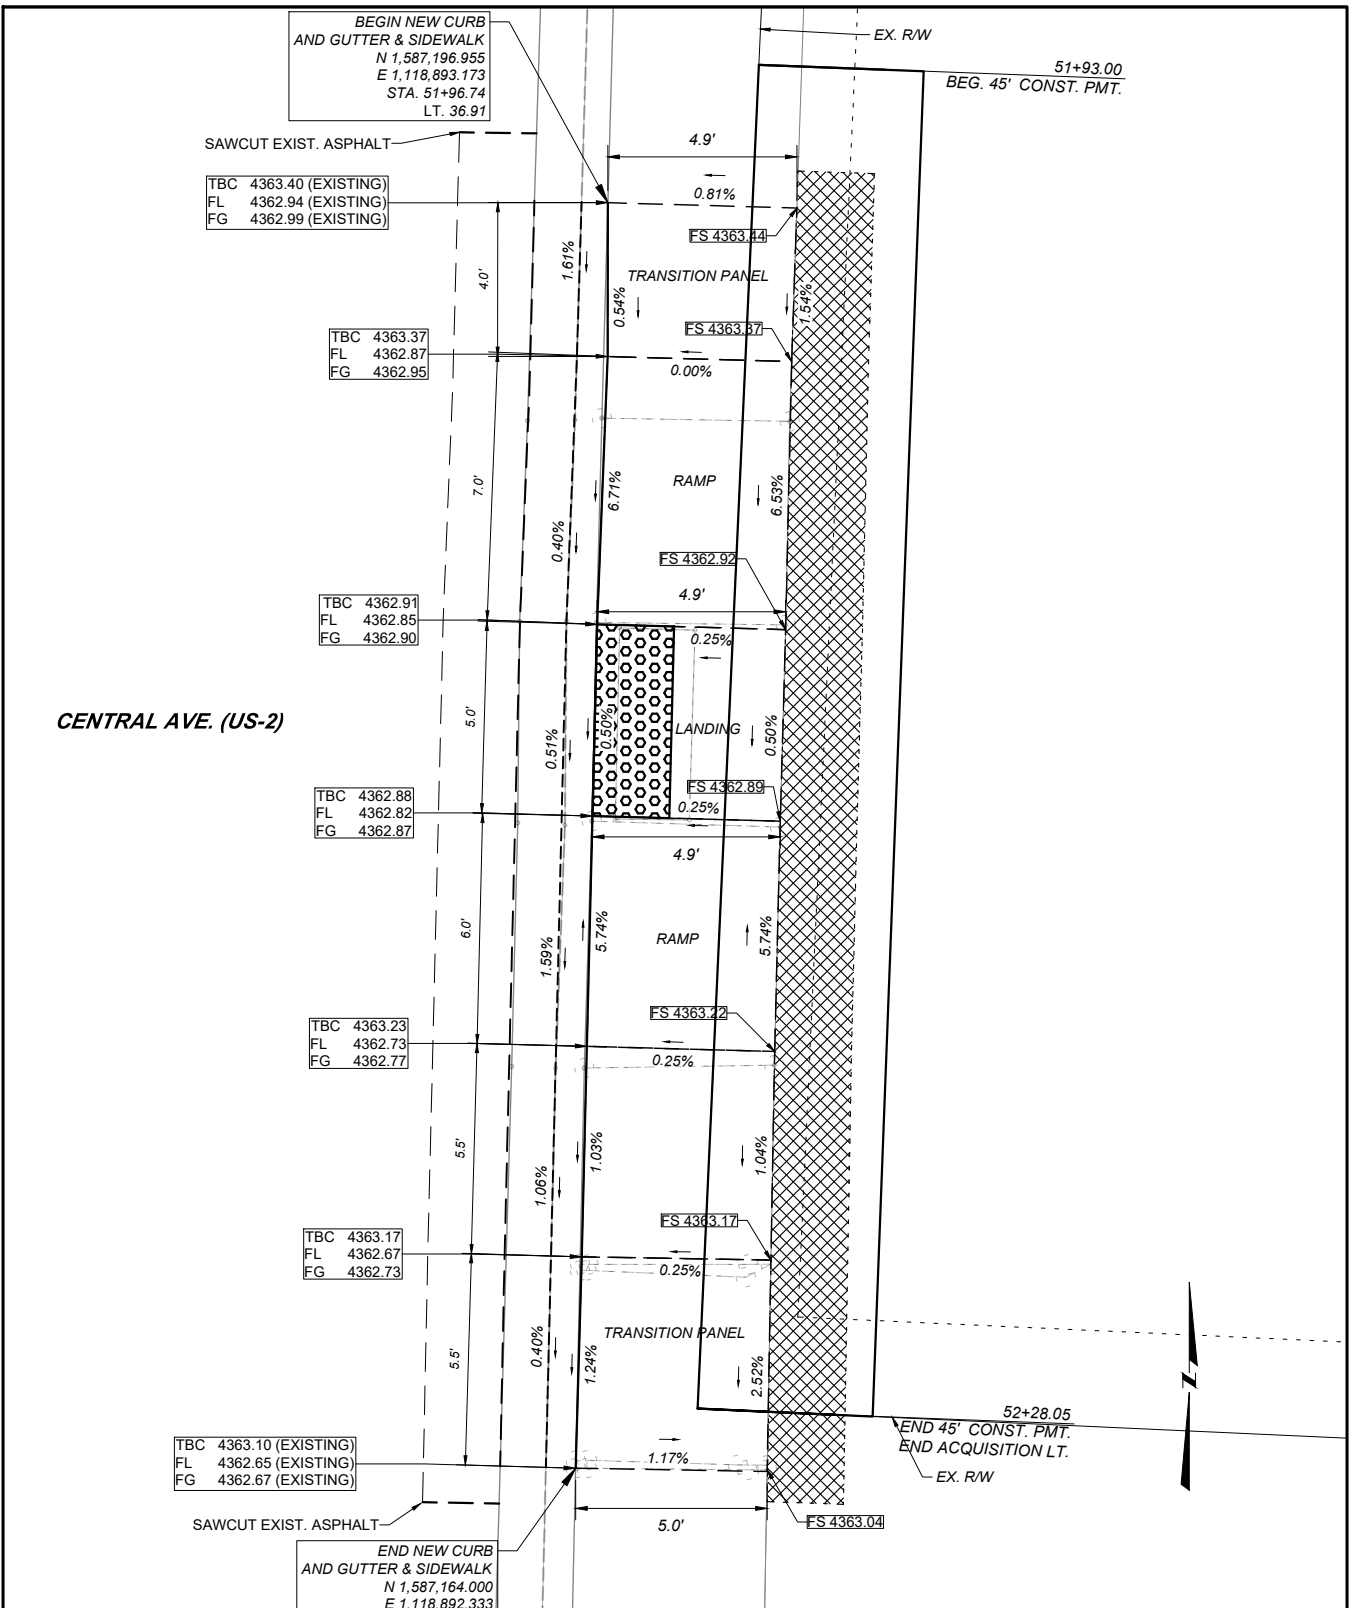 BEGIN NEW CURB
AND GUTTER & SIDEWALK
N 1,587,196.955
E 1,118,893.173
STA. 51+96.74
LT. 36.91
EX. R/W
51+93.00
BEG. 45' CONST. PMT.
SAWCUT EXIST. ASPHALT
4.9'
TBC 4363.40 (EXISTING)
FL 4362.94 (EXISTING)
FG 4362.99 (EXISTING)
0.81%
FS 4363.44
1.61%
TRANSITION PANEL
4.0'
0.54%
1.54%
FS 4363.37
TBC 4363.37
FL 4362.87
FG 4362.95
0.00%
7.0'
6.71%
RAMP
6.53%
0.40%
FS 4362.92
4.9'
TBC 4362.91
FL 4362.85
FG 4362.90
0.25%
CENTRAL AVE. (US-2)
5.0'
0.51%
0.50%
LANDING
0.50%
FS 4362.89
TBC 4362.88
FL 4362.82
FG 4362.87
0.25%
4.9'
6.0'
1.59%
5.74%
RAMP
5.74%
FS 4363.22
TBC 4363.23
FL 4362.73
FG 4362.77
0.25%
5.5'
1.06%
1.03%
1.04%
FS 4363.17
TBC 4363.17
FL 4362.67
FG 4362.73
0.25%
TRANSITION PANEL
5.5'
0.40%
1.24%
2.52%
52+28.05
END 45' CONST. PMT.
END ACQUISITION LT.
EX. R/W
N
TBC 4363.10 (EXISTING)
FL 4362.65 (EXISTING)
FG 4362.67 (EXISTING)
1.17%
SAWCUT EXIST. ASPHALT
5.0'
FS 4363.04
END NEW CURB
AND GUTTER & SIDEWALK
N 1,587,164.000
E 1,118,892.333